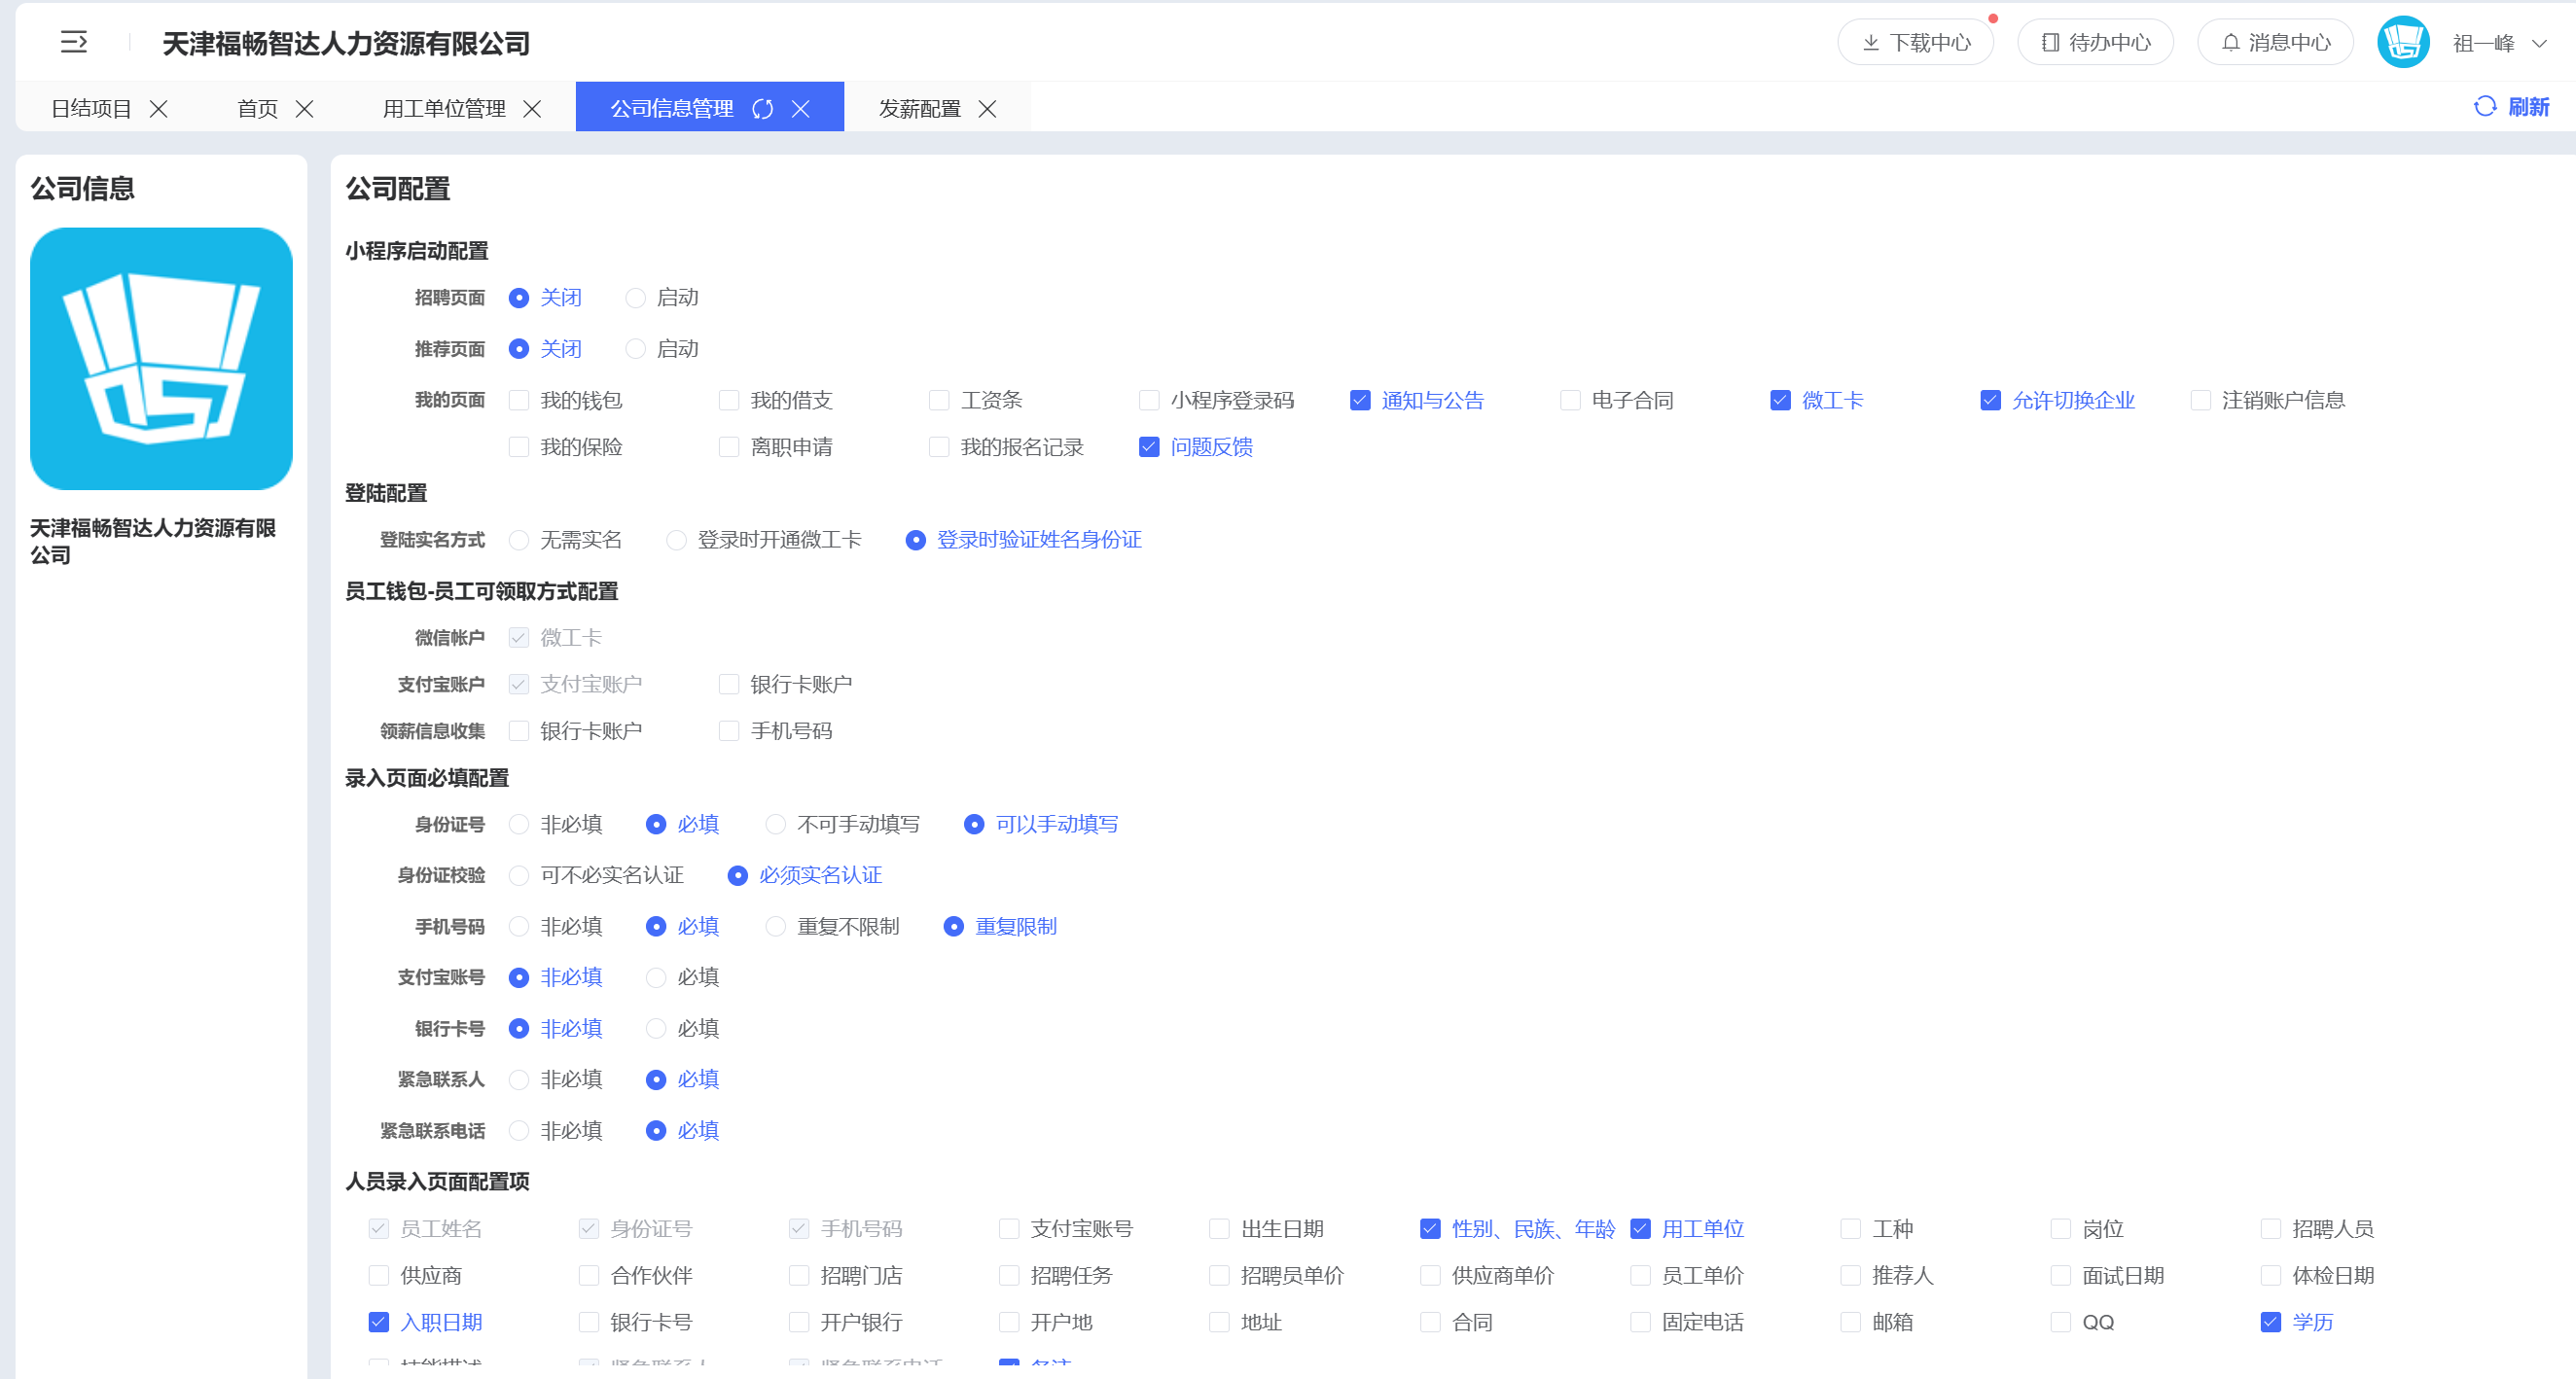 天津福畅智达人力资源有限公司 下载中心 待办中心 消息中心 祖一峰
日结项目 首页 用工单位管理 公司信息管理 发薪配置 刷新
公司信息
天津福畅智达人力资源有限
公司
公司配置
小程序启动配置
招聘页面 关闭 启动
推荐页面 关闭 启动
我的页面 我的钱包 我的借支 工资条 小程序登录码 通知与公告 电子合同 微工卡 允许切换企业 注销账户信息
我的保险 离职申请 我的报名记录 问题反馈
登陆配置
登陆实名方式 无需实名 登录时开通微工卡 登录时验证姓名身份证
员工钱包-员工可领取方式配置
微信帐户 微工卡
支付宝账户 支付宝账户 银行卡账户
领薪信息收集 银行卡账户 手机号码
录入页面必填配置
身份证号 非必填 必填 不可手动填写 可以手动填写
身份证校验 可不必实名认证 必须实名认证
手机号码 非必填 必填 重复不限制 重复限制
支付宝账号 非必填 必填
银行卡号 非必填 必填
紧急联系人 非必填 必填
紧急联系电话 非必填 必填
人员录入页面配置项
员工姓名 身份证号 手机号码 支付宝账号 出生日期 性别、民族、年龄 用工单位 工种 岗位 招聘人员
供应商 合作伙伴 招聘门店 招聘任务 招聘员单价 供应商单价 员工单价 推荐人 面试日期 体检日期
入职日期 银行卡号 开户银行 开户地 地址 合同 固定电话 邮箱 QQ 学历
技能描述 紧急联系人 紧急联系电话 备注